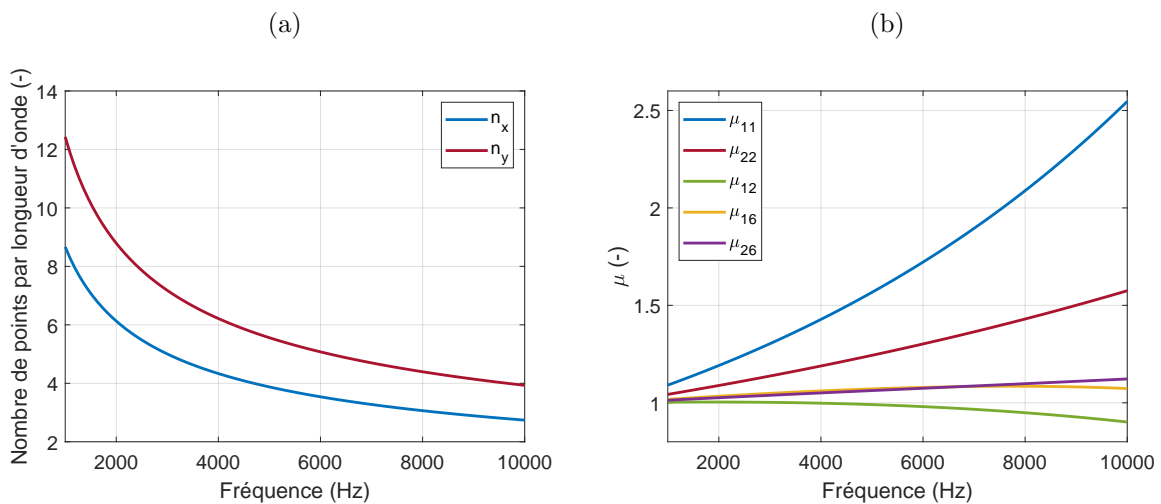 (a)
Nombre de points par longueur d'onde (-)
14
12
10
8
6
4
2
n_x
n_y
2000 4000 6000 8000 10000
Fréquence (Hz)
(b)
μ (-)
2.5
2
1.5
1
μ_11
μ_22
μ_12
μ_16
μ_26
2000 4000 6000 8000 10000
Fréquence (Hz)